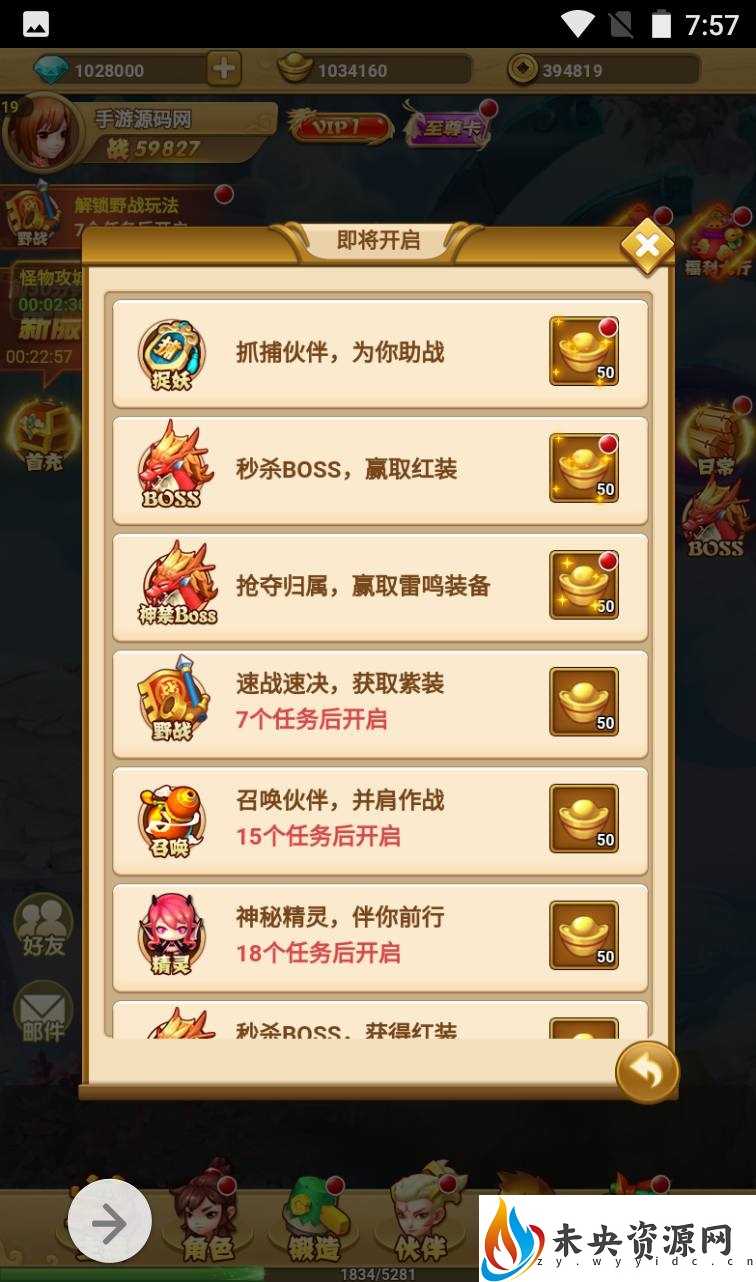 7:57
1028000
1034160
394819
19
手游源码网
战 59827
VIP1
至尊卡
解锁野战玩法
野战
即将开启
怪物攻城
00:02:30
00:22:57
首充
日常
BOSS
捉妖
抓捕伙伴，为你助战
50
BOSS
秒杀BOSS，赢取红装
50
神禁Boss
抢夺归属，赢取雷鸣装备
50
野战
速战速决，获取紫装
7个任务后开启
50
召唤
召唤伙伴，并肩作战
15个任务后开启
50
精灵
神秘精灵，伴你前行
18个任务后开启
50
秒杀BOSS，获得红装
好友
邮件
角色
锻造
伙伴
1834/5281
未央资源网
zy.wyyidc.cn